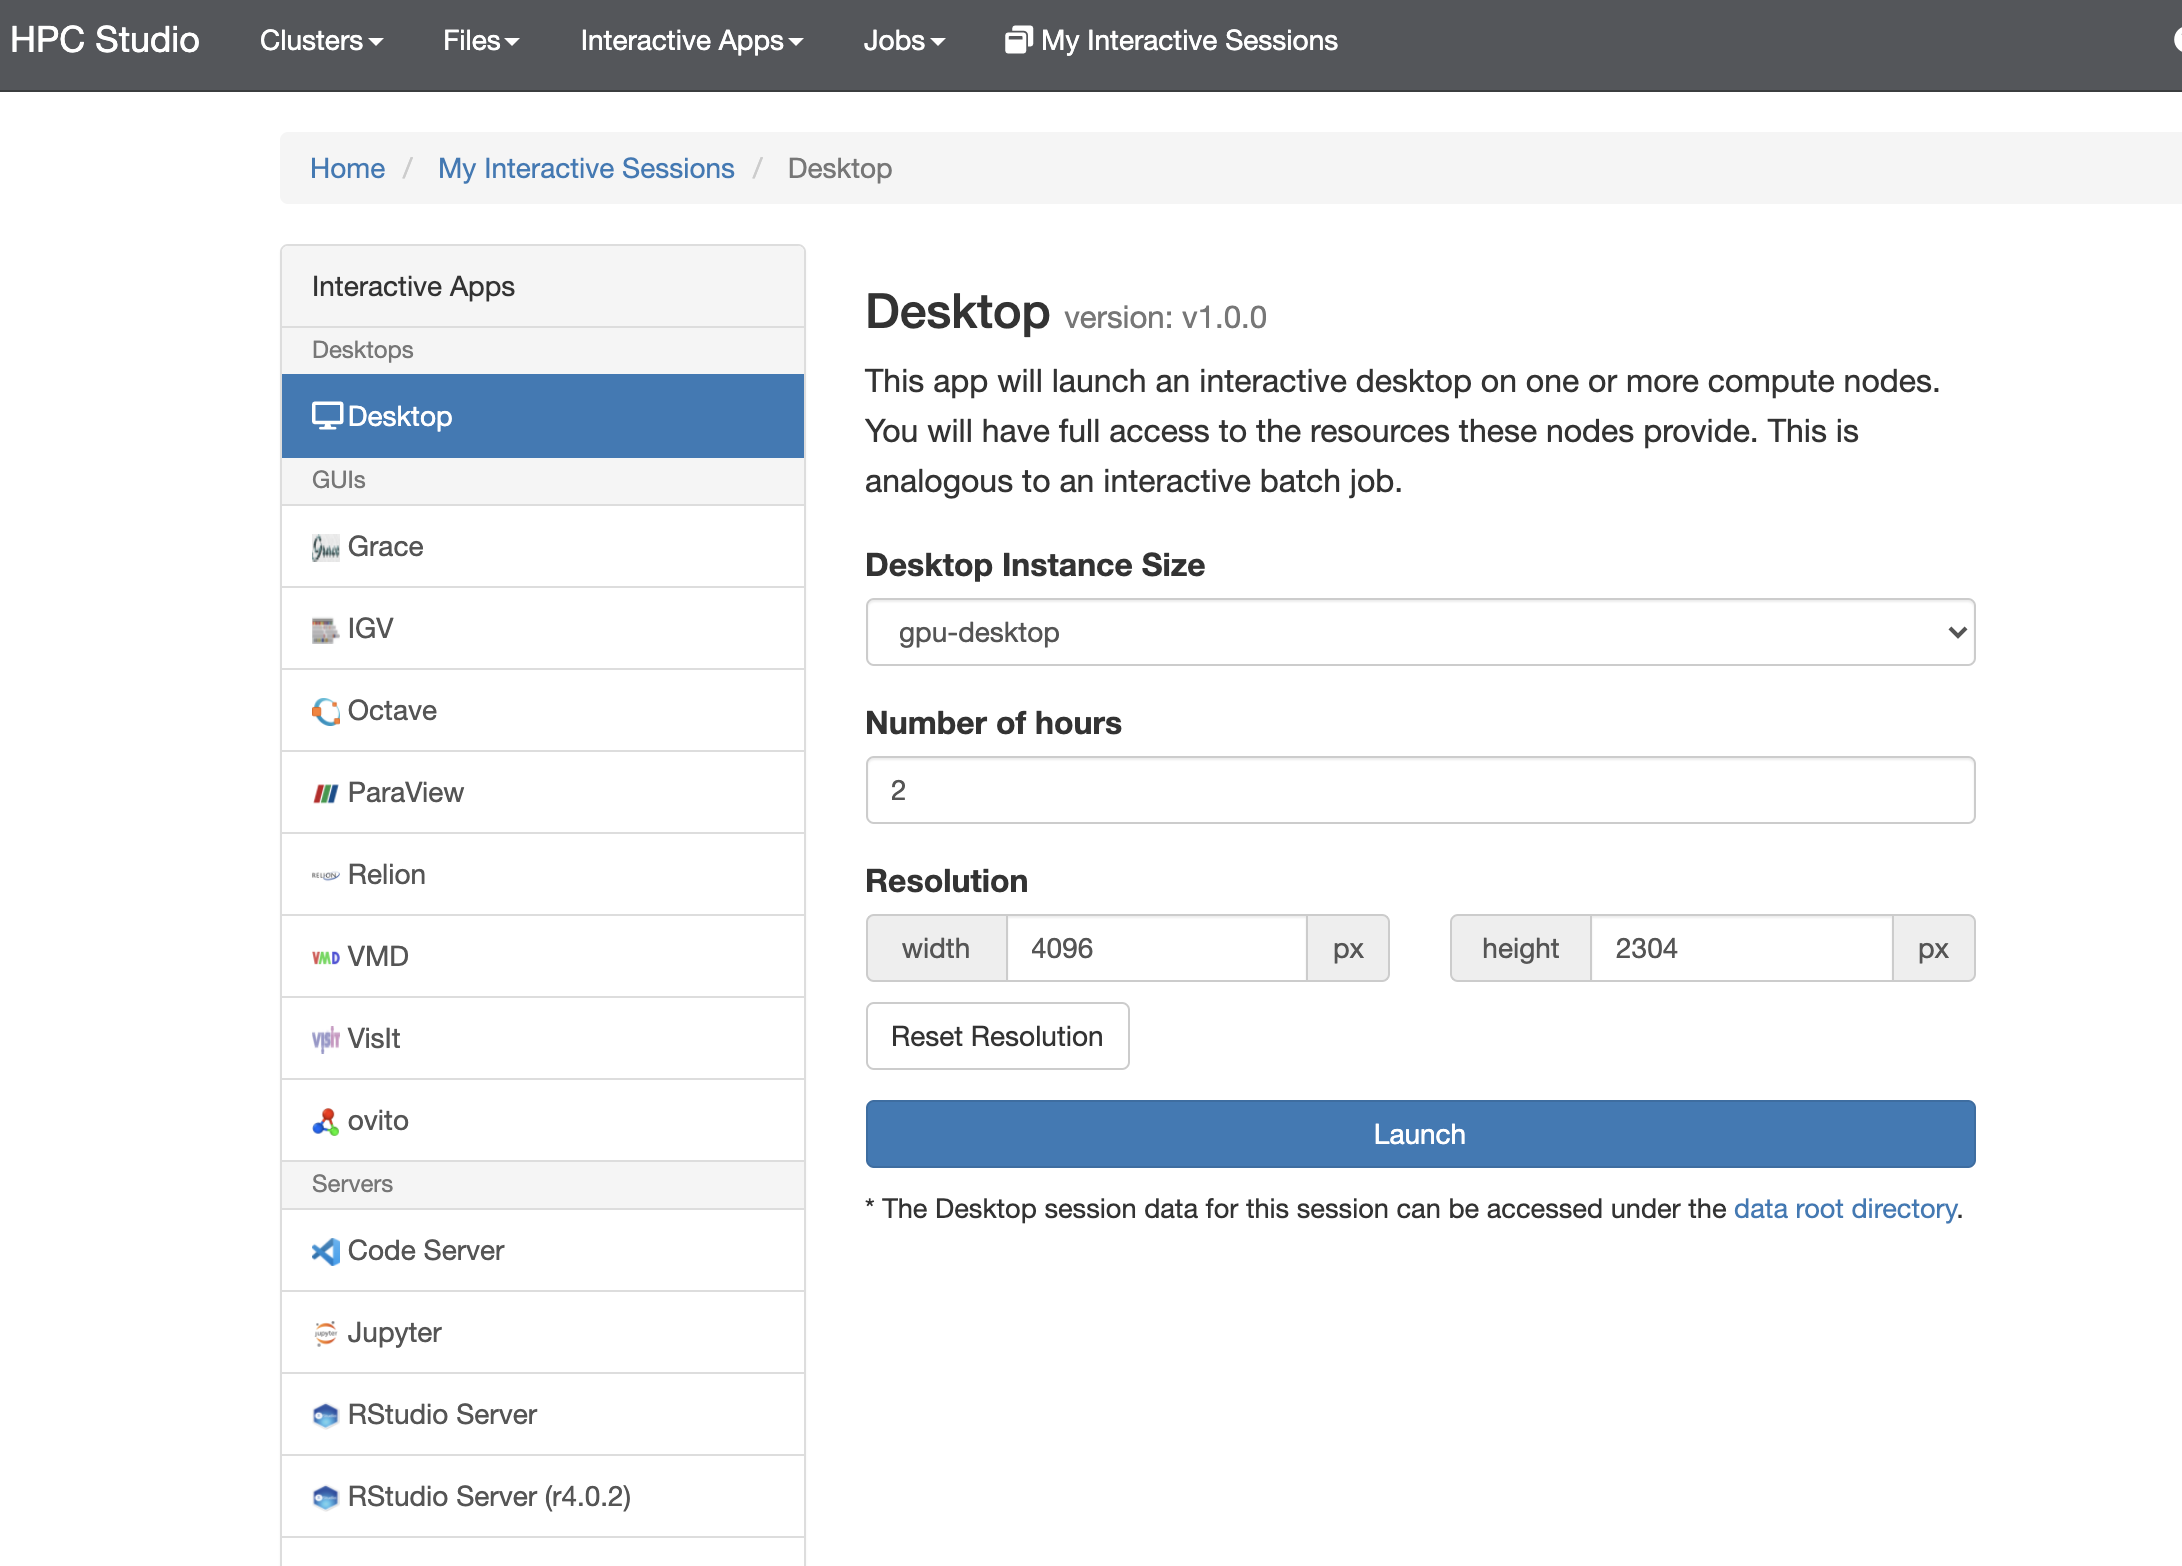 HPC Studio Clusters Files Interactive Apps Jobs My Interactive Sessions
Home / My Interactive Sessions / Desktop
Interactive Apps
Desktops
Desktop
GUIs
Grace
Grace
IGV
Octave
ParaView
RELION Relion
VMD VMD
VisIt VisIt
ovito
Servers
Code Server
jupyter Jupyter
RStudio Server
RStudio Server (r4.0.2)
Desktop version: v1.0.0
This app will launch an interactive desktop on one or more compute nodes.
You will have full access to the resources these nodes provide. This is
analogous to an interactive batch job.
Desktop Instance Size
gpu-desktop
Number of hours
2
Resolution
width 4096 px height 2304 px
Reset Resolution
Launch
* The Desktop session data for this session can be accessed under the data root directory.